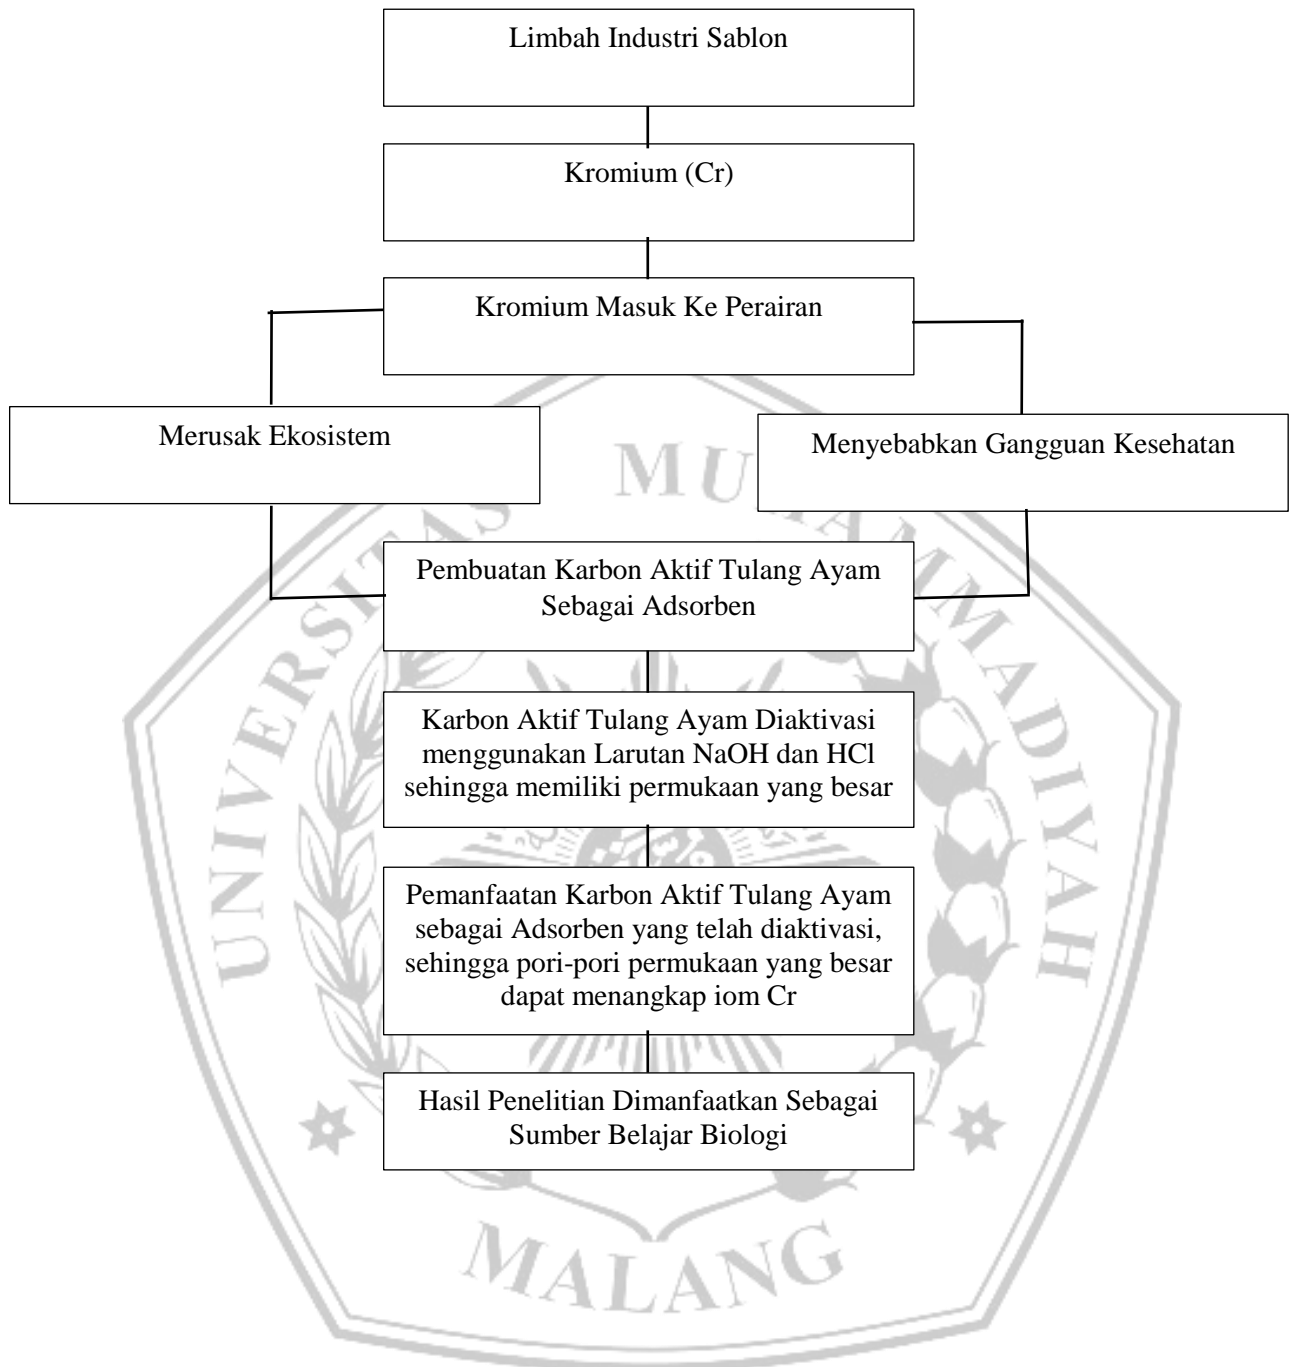 Limbah Industri Sablon
Kromium (Cr)
Kromium Masuk Ke Perairan
Merusak Ekosistem
Menyebabkan Gangguan Kesehatan
Pembuatan Karbon Aktif Tulang Ayam
Sebagai Adsorben
Karbon Aktif Tulang Ayam Diaktivasi
menggunakan Larutan NaOH dan HCl
sehingga memiliki permukaan yang besar
Pemanfaatan Karbon Aktif Tulang Ayam
sebagai Adsorben yang telah diaktivasi,
sehingga pori-pori permukaan yang besar
dapat menangkap iom Cr
Hasil Penelitian Dimanfaatkan Sebagai
Sumber Belajar Biologi
UNIVERSITAS MUHAMMADIYAH
MALANG